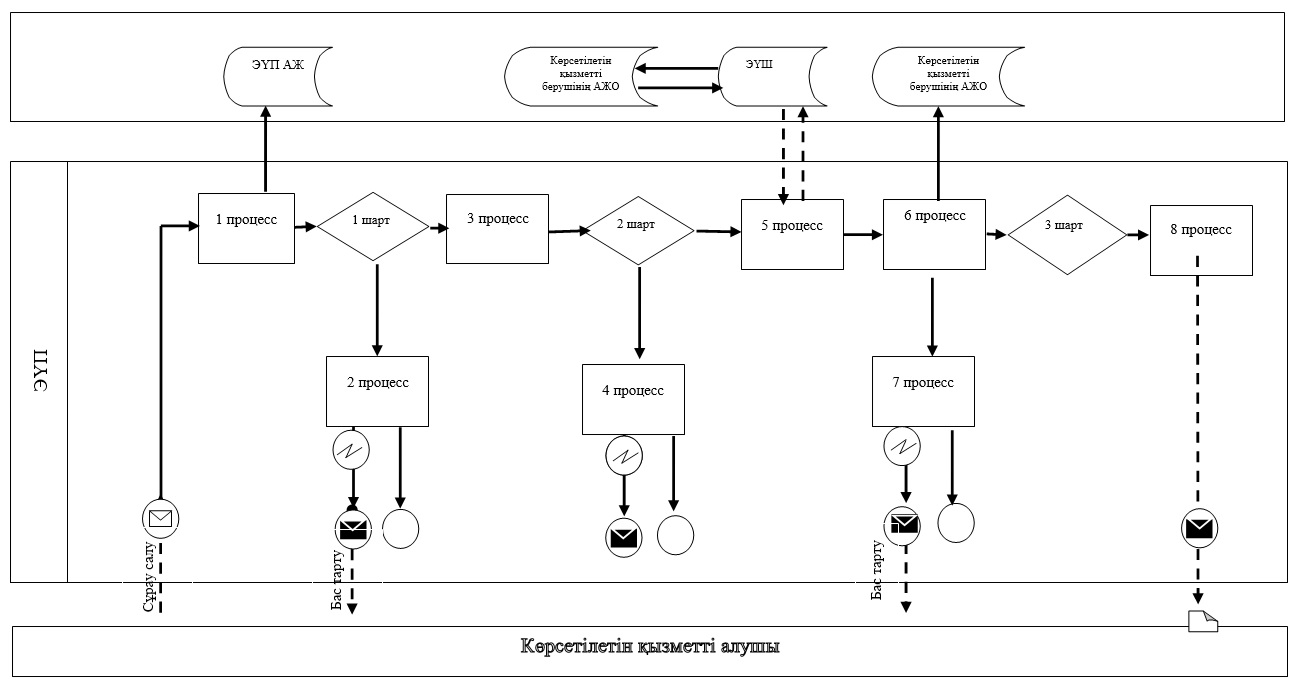 ЭҮП АЖ
Көрсетілетін
қызметті
берушінің АЖО
ЭҮШ
Көрсетілетін
қызметті
берушінің АЖО
ЭҮП
1 процесс
1 шарт
3 процесс
2 шарт
5 процесс
6 процесс
3 шарт
8 процесс
2 процесс
4 процесс
7 процесс
Сұрау салу
Бас тарту
Бас тарту
Көрсетілетін қызметті алушы